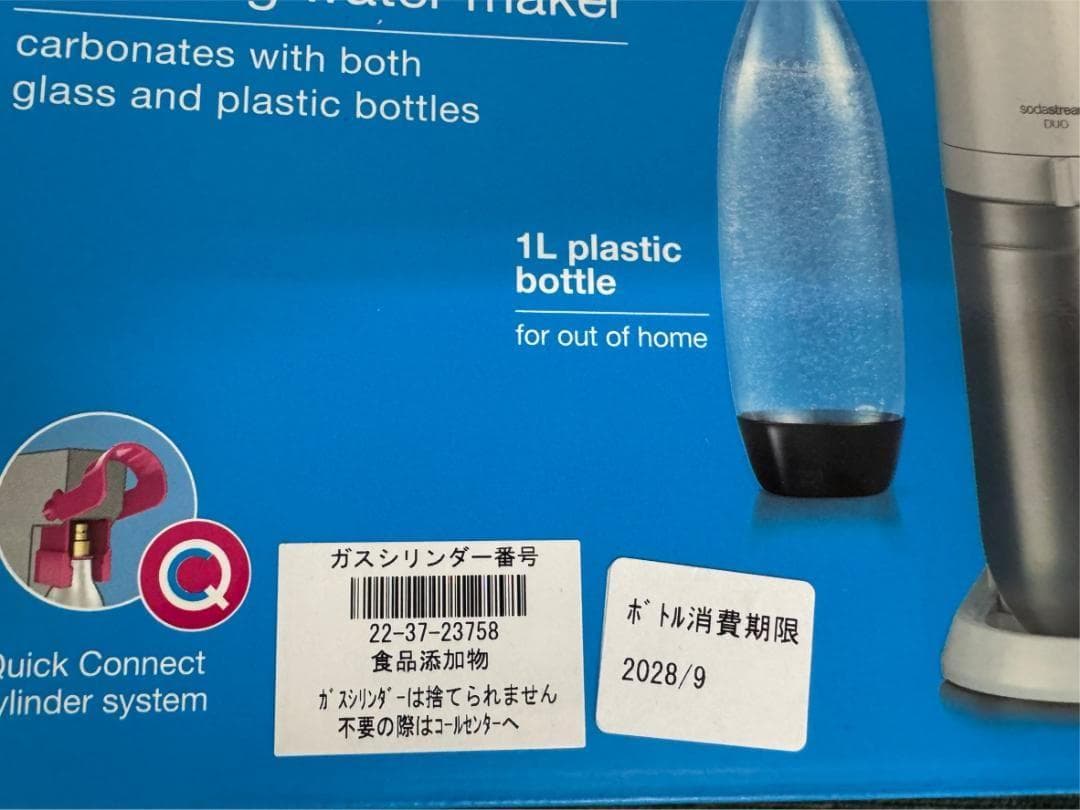 water maker
carbonates with both
glass and plastic bottles
sodastream
DUO
1L plastic
bottle
for out of home
Quick Connect
cylinder system
ガスシリンダー番号
22-37-23758
食品添加物
ｶﾞｽｼﾘﾝﾀﾞｰは捨てられません
不要の際はｺｰﾙｾﾝﾀｰへ
ﾎﾞﾄﾙ消費期限
2028/9